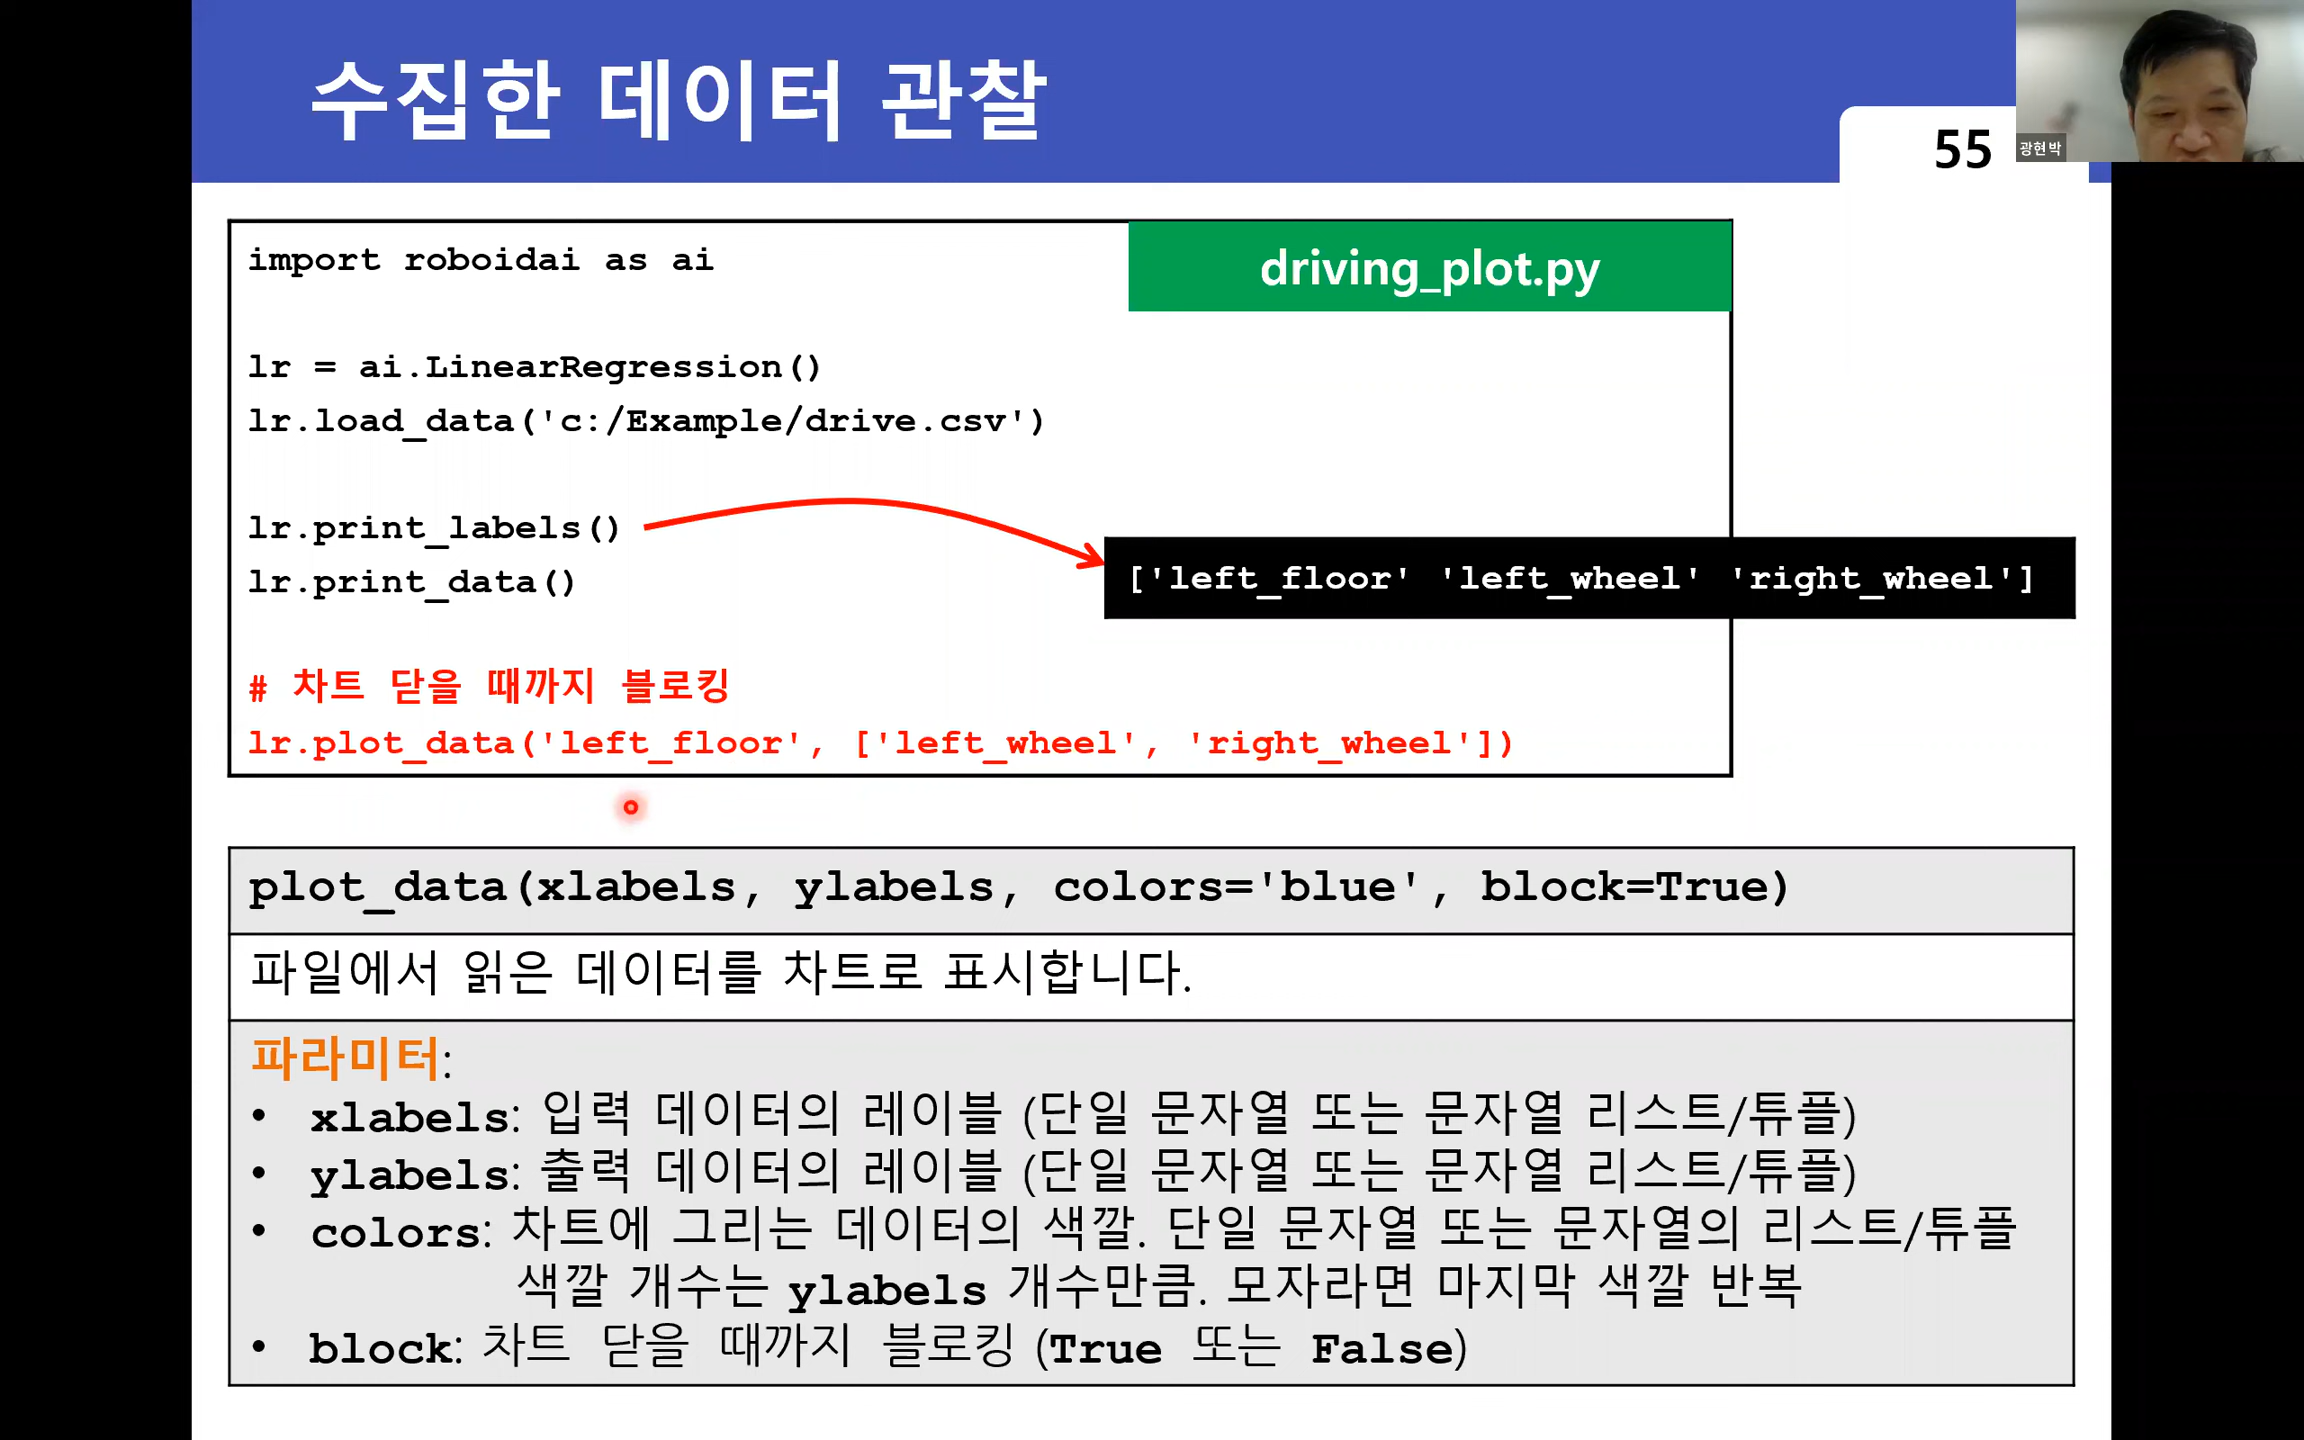 수집한 데이터 관찰
55
광현박
driving_plot.py
import roboidai as ai
lr = ai.LinearRegression()
lr.load_data('c:/Example/drive.csv')
lr.print_labels()
lr.print_data()
['left_floor' 'left_wheel' 'right_wheel']
# 차트 닫을 때까지 블로킹
lr.plot_data('left_floor', ['left_wheel', 'right_wheel'])
plot_data(xlabels, ylabels, colors='blue', block=True)
파일에서 읽은 데이터를 차트로 표시합니다.
파라미터:
• xlabels: 입력 데이터의 레이블 (단일 문자열 또는 문자열 리스트/튜플)
• ylabels: 출력 데이터의 레이블 (단일 문자열 또는 문자열 리스트/튜플)
• colors: 차트에 그리는 데이터의 색깔. 단일 문자열 또는 문자열의 리스트/튜플
색깔 개수는 ylabels 개수만큼. 모자라면 마지막 색깔 반복
• block: 차트 닫을 때까지 블로킹 (True 또는 False)